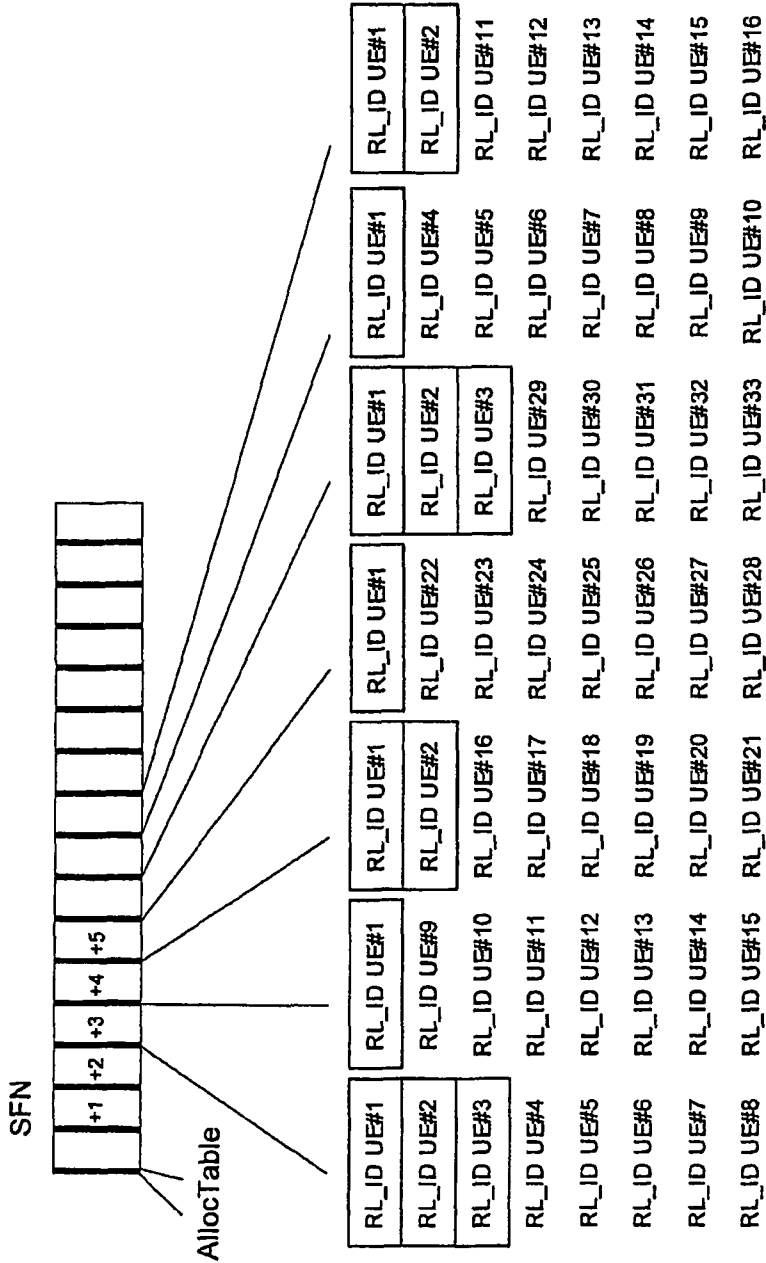 SFN
+1 +2 +3 +4 +5
AllocTable
RL_ID UE#1
RL_ID UE#2
RL_ID UE#3
RL_ID UE#4
RL_ID UE#5
RL_ID UE#6
RL_ID UE#7
RL_ID UE#8
RL_ID UE#1
RL_ID UE#9
RL_ID UE#10
RL_ID UE#11
RL_ID UE#12
RL_ID UE#13
RL_ID UE#14
RL_ID UE#15
RL_ID UE#1
RL_ID UE#2
RL_ID UE#16
RL_ID UE#17
RL_ID UE#18
RL_ID UE#19
RL_ID UE#20
RL_ID UE#21
RL_ID UE#1
RL_ID UE#22
RL_ID UE#23
RL_ID UE#24
RL_ID UE#25
RL_ID UE#26
RL_ID UE#27
RL_ID UE#28
RL_ID UE#1
RL_ID UE#2
RL_ID UE#3
RL_ID UE#29
RL_ID UE#30
RL_ID UE#31
RL_ID UE#32
RL_ID UE#33
RL_ID UE#1
RL_ID UE#4
RL_ID UE#5
RL_ID UE#6
RL_ID UE#7
RL_ID UE#8
RL_ID UE#9
RL_ID UE#10
RL_ID UE#1
RL_ID UE#2
RL_ID UE#11
RL_ID UE#12
RL_ID UE#13
RL_ID UE#14
RL_ID UE#15
RL_ID UE#16